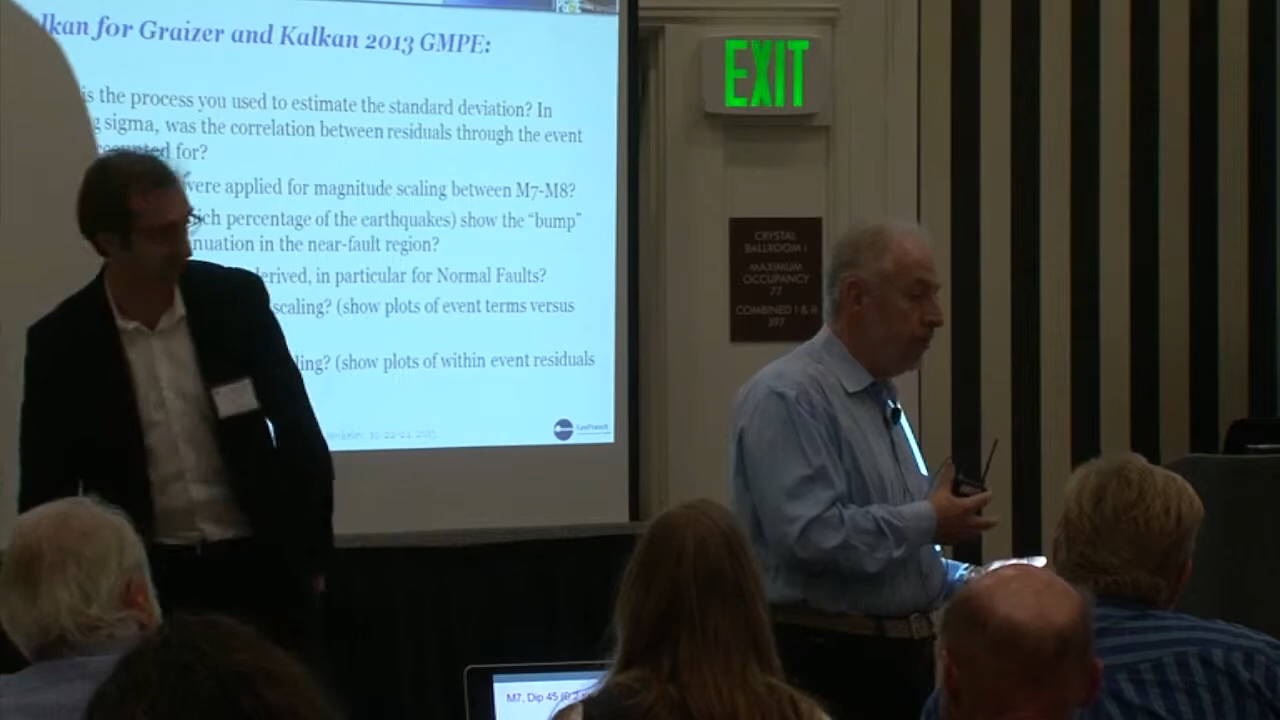 lkan for Graizer and Kalkan 2013 GMPE:
is the process you used to estimate the standard deviation? In
g sigma, was the correlation between residuals through the event
for?
were applied for magnitude scaling between M7-M8?
ich percentage of the earthquakes) show the “bump”
nuation in the near-fault region?
erived, in particular for Normal Faults?
scaling? (show plots of event terms versus
ling? (show plots of within event residuals
EXIT
CRYSTAL
BALLROOM I
MAXIMUM
OCCUPANCY
77
COMBINED I & II
397
M7, Dip 45